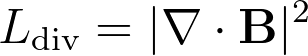 L_div = |∇ · B|²